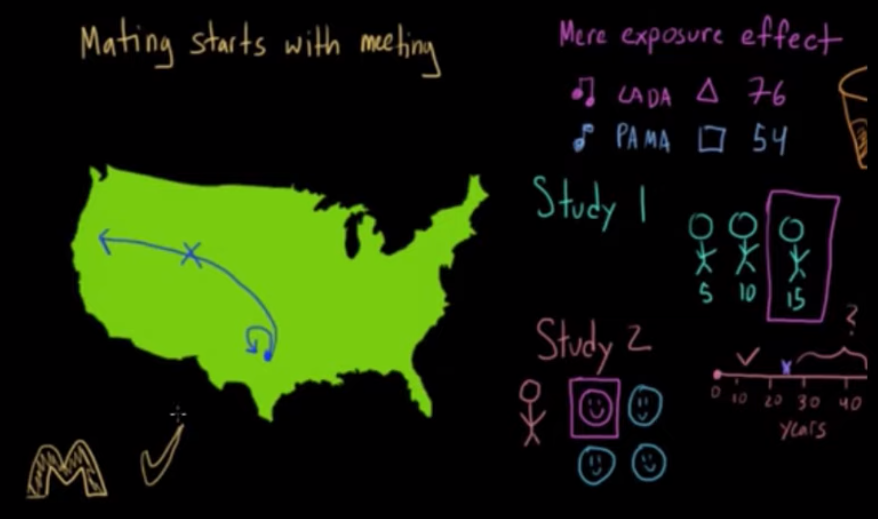 Mating starts with meeting
Mere exposure effect
LADA 76
PAMA 54
Study 1
5 10 15
Study 2
?
0 10 20 30 40
years
M